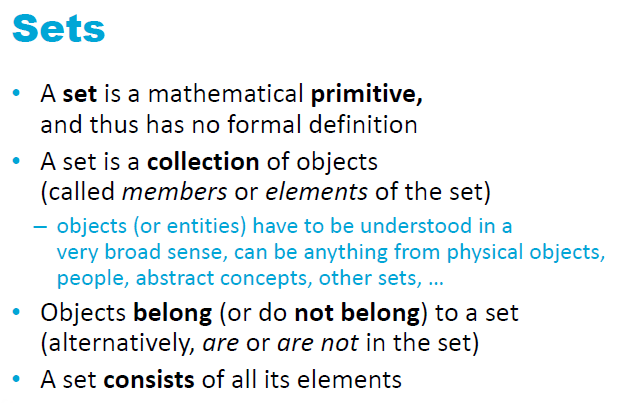 Sets
• A set is a mathematical primitive,
and thus has no formal definition
• A set is a collection of objects
(called members or elements of the set)
– objects (or entities) have to be understood in a
very broad sense, can be anything from physical objects,
people, abstract concepts, other sets, ...
• Objects belong (or do not belong) to a set
(alternatively, are or are not in the set)
• A set consists of all its elements